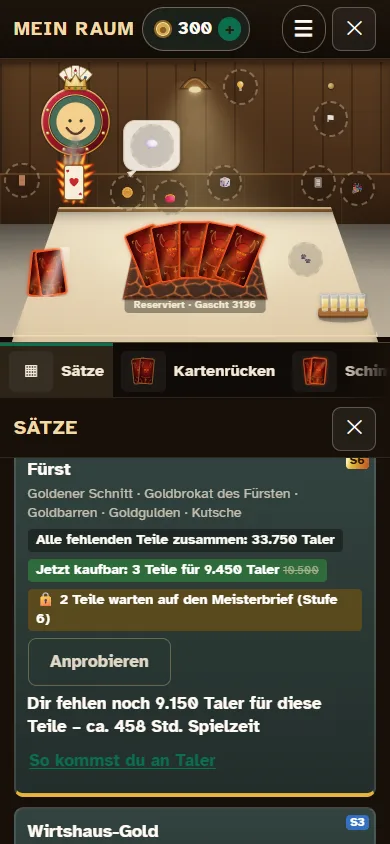 MEIN RAUM
300 +
Reserviert · Gascht 3136
Sätze
Kartenrücken
SÄTZE
Fürst
S6
Goldener Schnitt · Goldbrokat des Fürsten ·
Goldbarren · Goldgulden · Kutsche
Alle fehlenden Teile zusammen: 33.750 Taler
Jetzt kaufbar: 3 Teile für 9.450 Taler 10.500
2 Teile warten auf den Meisterbrief (Stufe
6)
Anprobieren
Dir fehlen noch 9.150 Taler für diese
Teile – ca. 458 Std. Spielzeit
So kommst du an Taler
S3
Wirtshaus-Gold